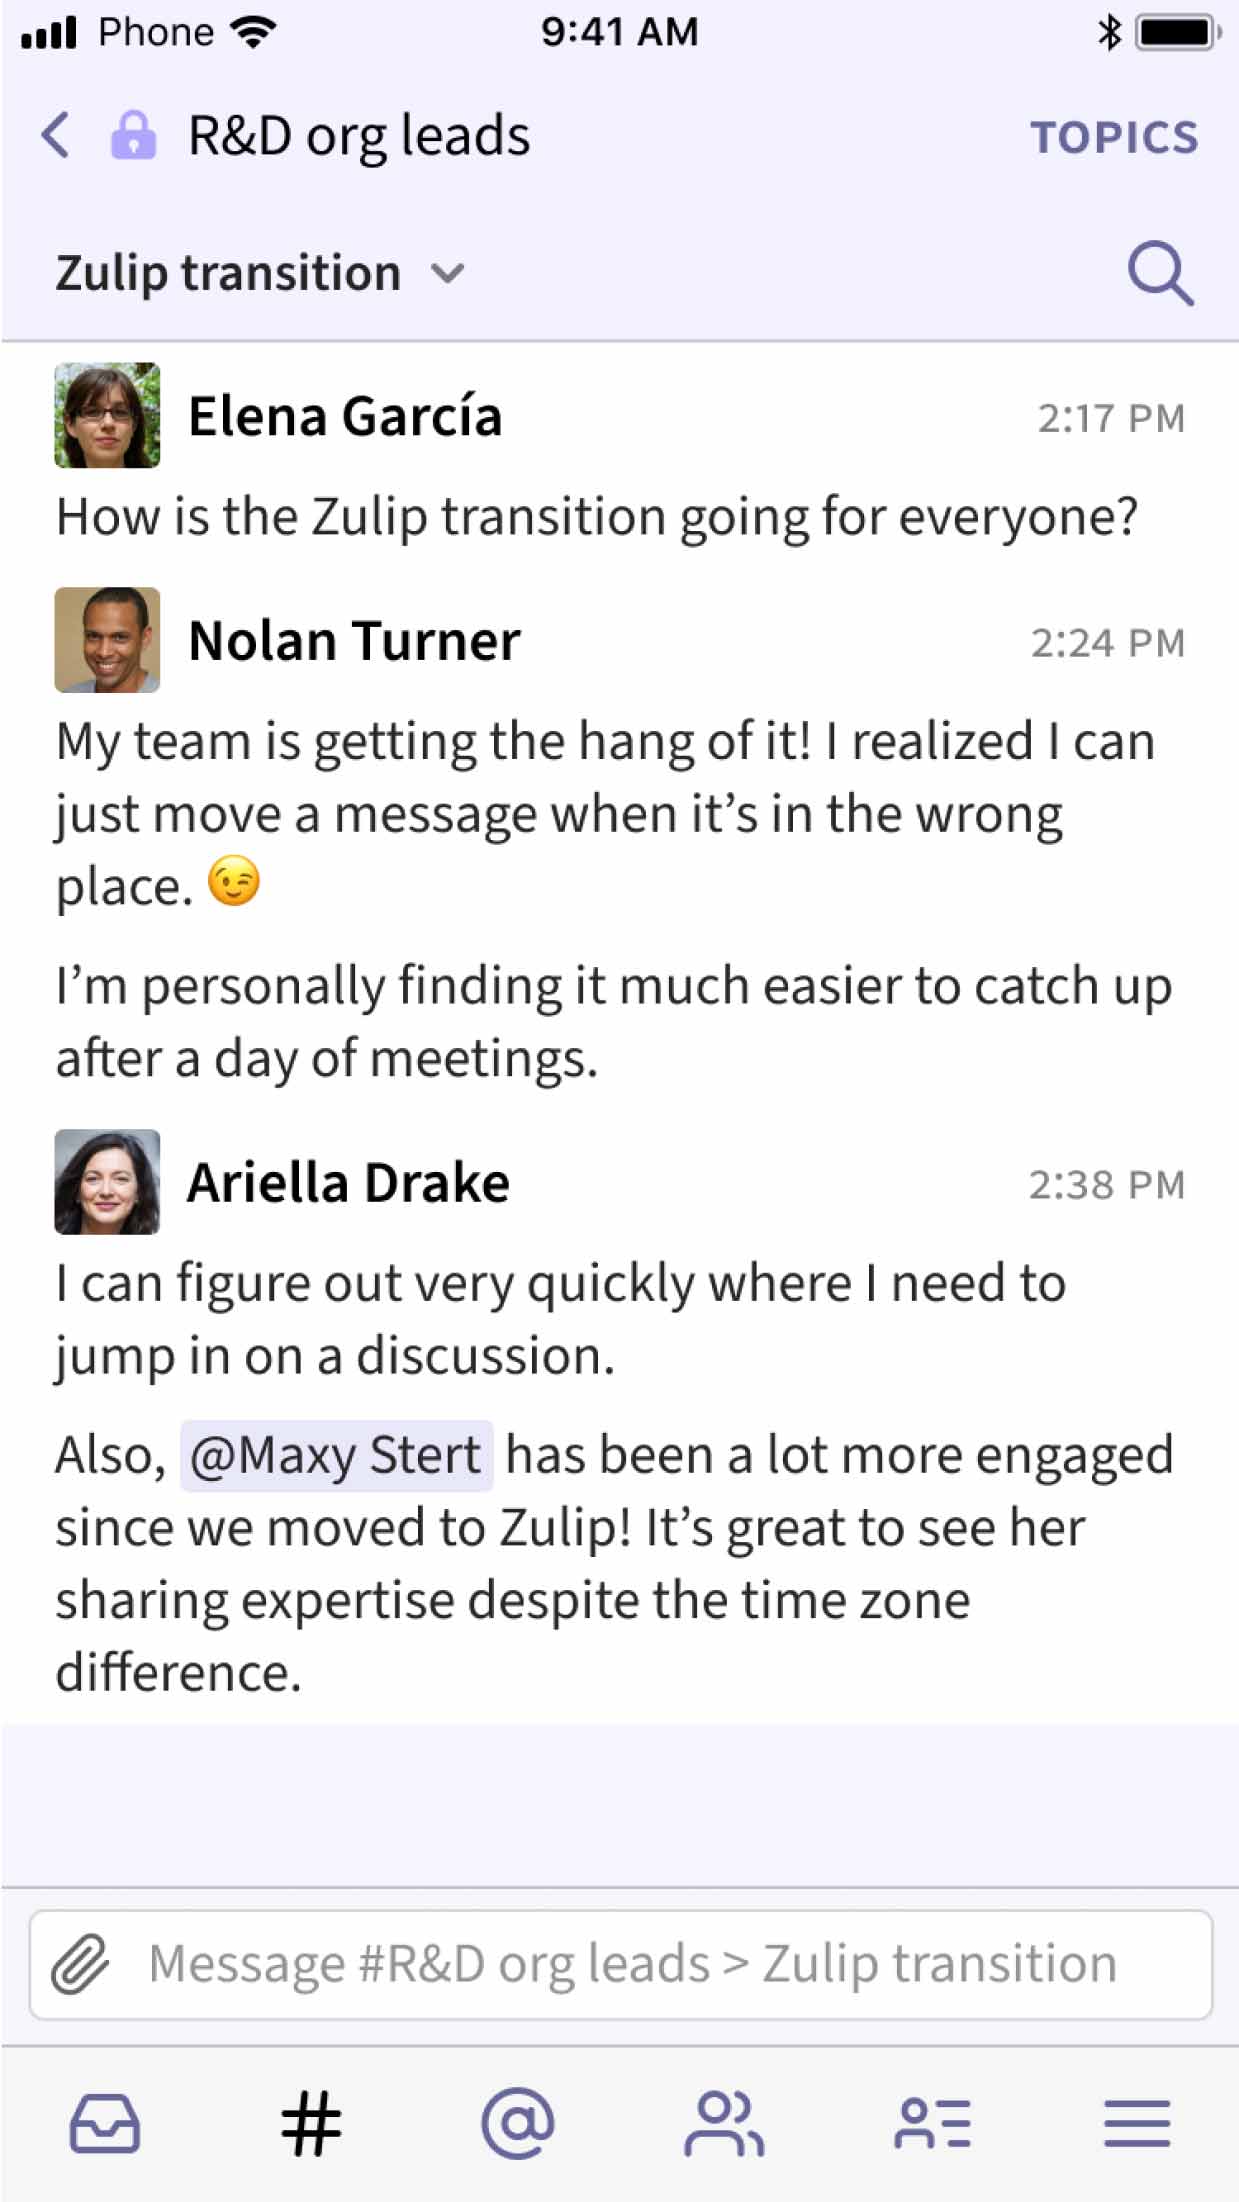 Phone 9:41 AM
R&D org leads TOPICS
Zulip transition
Elena García 2:17 PM
How is the Zulip transition going for everyone?
Nolan Turner 2:24 PM
My team is getting the hang of it! I realized I can
just move a message when it’s in the wrong
place. 😉
I’m personally finding it much easier to catch up
after a day of meetings.
Ariella Drake 2:38 PM
I can figure out very quickly where I need to
jump in on a discussion.
Also, @Maxy Stert has been a lot more engaged
since we moved to Zulip! It’s great to see her
sharing expertise despite the time zone
difference.
Message #R&D org leads > Zulip transition